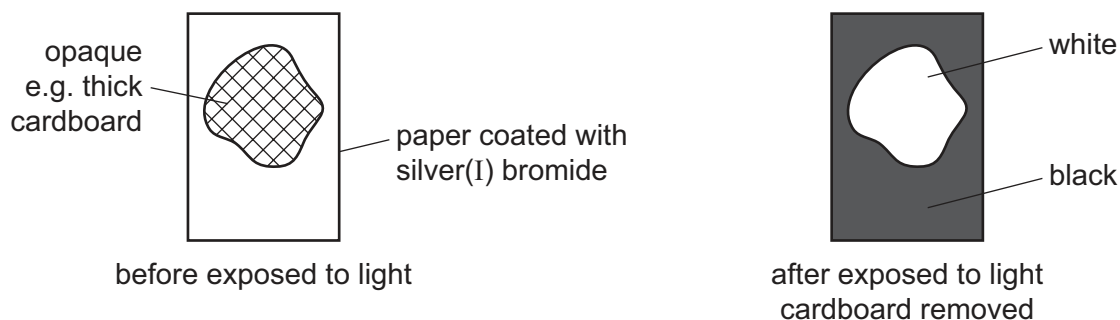 opaque
e.g. thick
cardboard
paper coated with
silver(I) bromide
before exposed to light
white
black
after exposed to light
cardboard removed